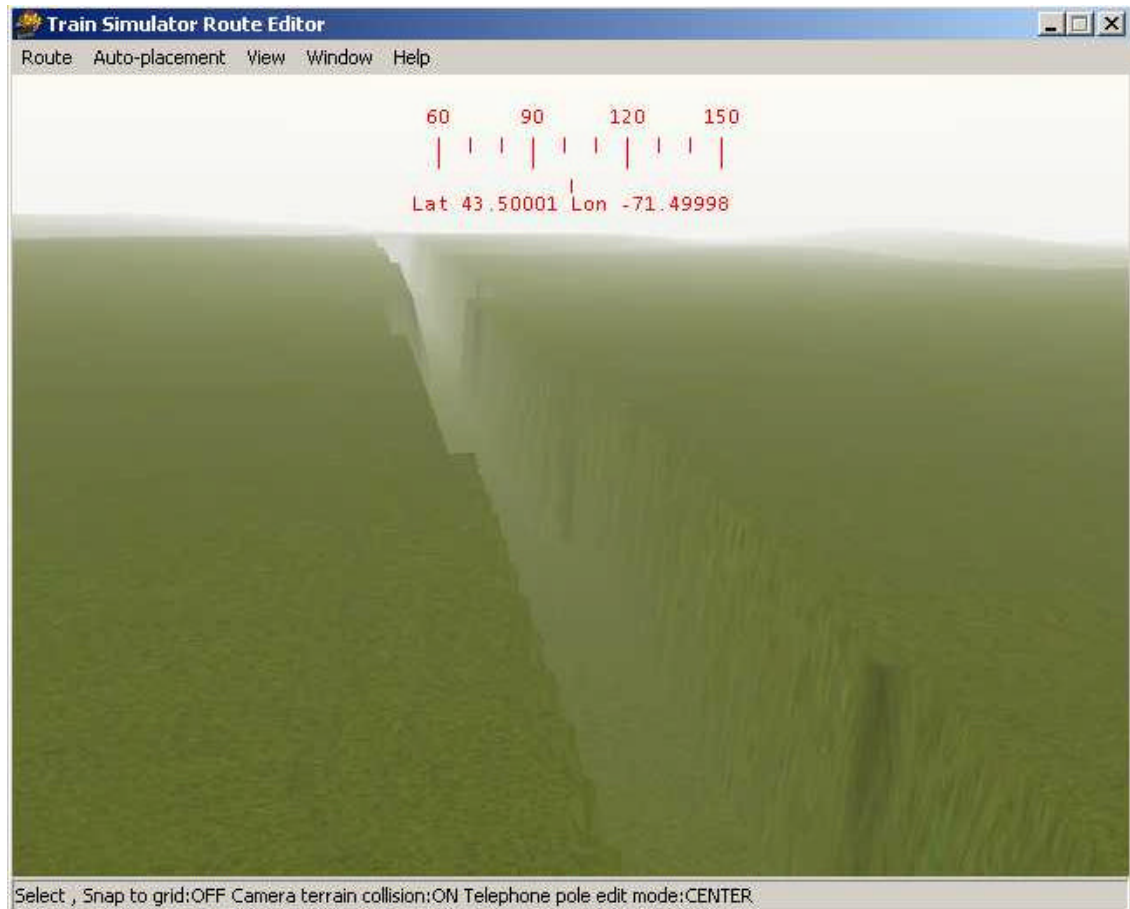 Train Simulator Route Editor
Route Auto-placement View Window Help
60 90 120 150
Lat 43.50001 Lon -71.49998
Select , Snap to grid:OFF Camera terrain collision:ON Telephone pole edit mode:CENTER